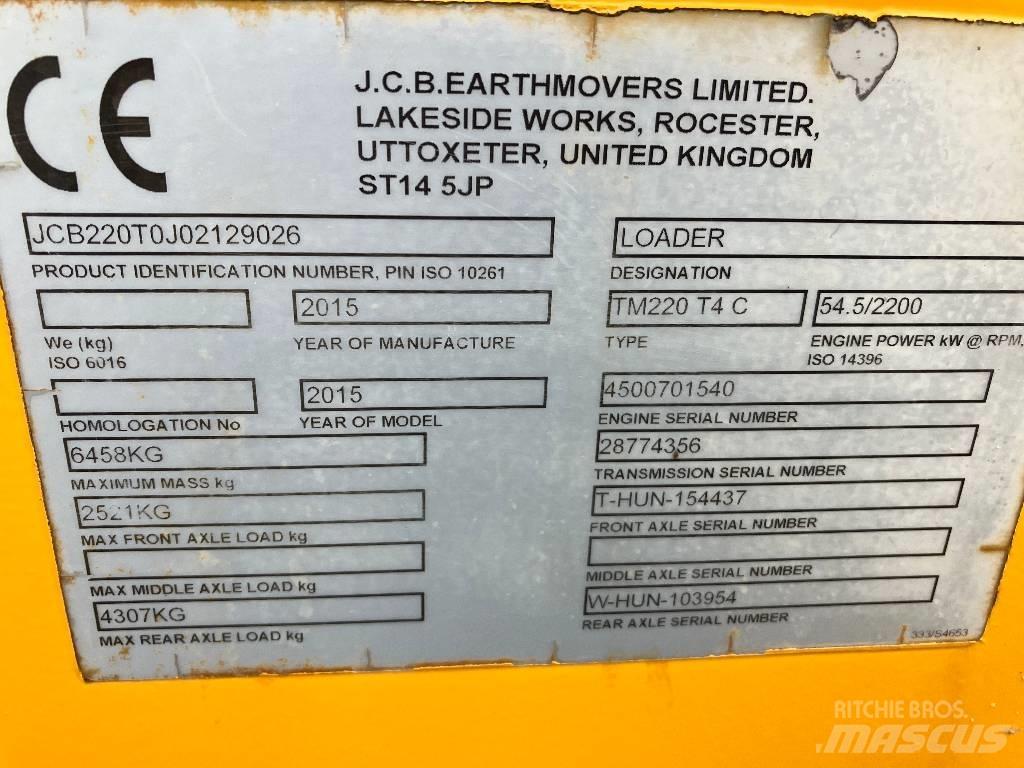 CE
J.C.B.EARTHMOVERS LIMITED.
LAKESIDE WORKS, ROCESTER,
UTTOXETER, UNITED KINGDOM
ST14 5JP
JCB220T0J02129026
PRODUCT IDENTIFICATION NUMBER, PIN ISO 10261
We (kg)
ISO 6016
2015
YEAR OF MANUFACTURE
HOMOLOGATION No
2015
YEAR OF MODEL
6458KG
MAXIMUM MASS kg
2521KG
MAX FRONT AXLE LOAD kg
MAX MIDDLE AXLE LOAD kg
4307KG
MAX REAR AXLE LOAD kg
LOADER
DESIGNATION
TM220 T4 C
TYPE
54.5/2200
ENGINE POWER kW @ RPM,
ISO 14396
4500701540
ENGINE SERIAL NUMBER
28774356
TRANSMISSION SERIAL NUMBER
T-HUN-154437
FRONT AXLE SERIAL NUMBER
MIDDLE AXLE SERIAL NUMBER
W-HUN-103954
REAR AXLE SERIAL NUMBER
333/S4653
RITCHIE BROS.
MASCUS